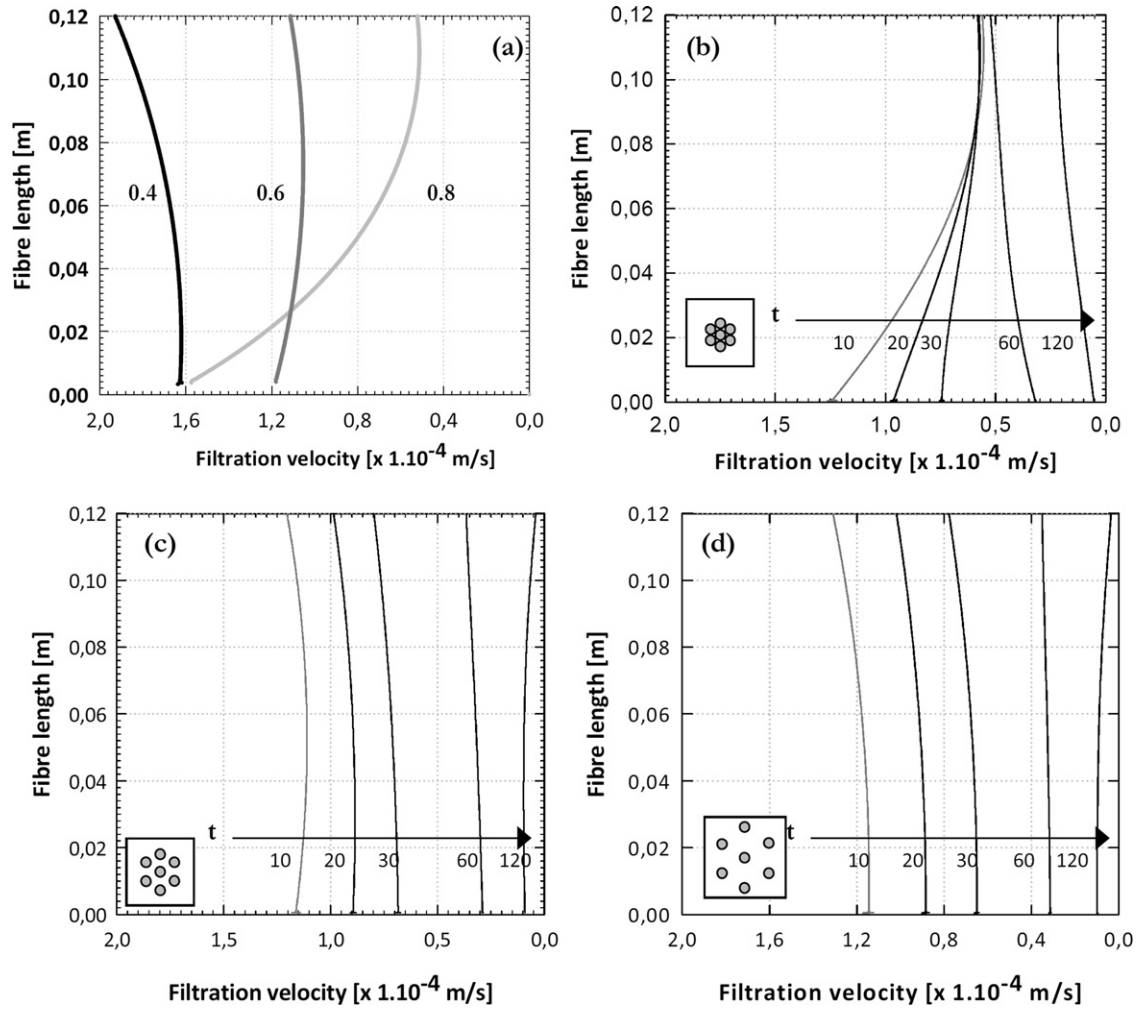 (a)
Fibre length [m]
0,12
0,10
0,08
0,06
0,04
0,02
0,00
0.4
0.6
0.8
2,0 1,6 1,2 0,8 0,4 0,0
Filtration velocity [x 1.10⁻⁴ m/s]
(b)
Fibre length [m]
0,12
0,10
0,08
0,06
0,04
0,02
0,00
t
10 20 30 60 120
2,0 1,5 1,0 0,5 0,0
Filtration velocity [x 1.10⁻⁴ m/s]
(c)
Fibre length [m]
0,12
0,10
0,08
0,06
0,04
0,02
0,00
t
10 20 30 60 120
2,0 1,5 1,0 0,5 0,0
Filtration velocity [x 1.10⁻⁴ m/s]
(d)
Fibre length [m]
0,12
0,10
0,08
0,06
0,04
0,02
0,00
t
10 20 30 60 120
2,0 1,6 1,2 0,8 0,4 0,0
Filtration velocity [x 1.10⁻⁴ m/s]